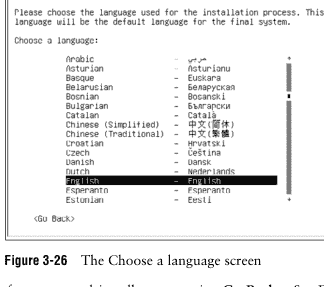 Please choose the language used for the installation process. This
language will be the default language for the final system.
Choose a language:
Arabic - عربي
Asturian - Asturianu
Basque - Euskara
Belarusian - Беларуская
Bosnian - Bosanski
Bulgarian - Български
Catalan - Català
Chinese (Simplified) - 中文(简体)
Chinese (Traditional) - 中文(繁體)
Croatian - Hrvatski
Czech - Čeština
Danish - Dansk
Dutch - Nederlands
English - English
Esperanto - Esperanto
Estonian - Eesti
<Go Back>
Figure 3-26 The Choose a language screen